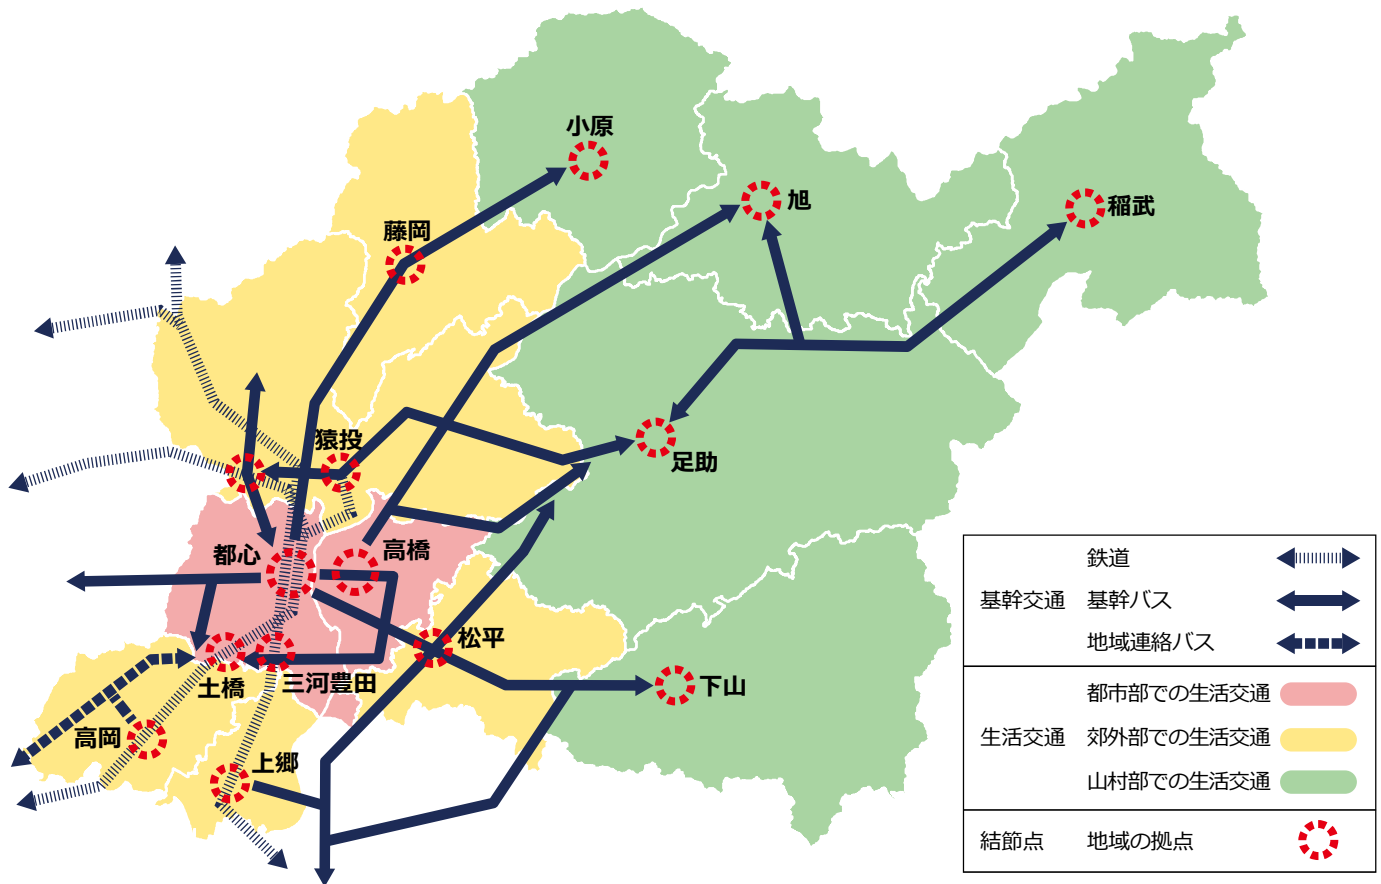 小原
旭
稲武
藤岡
猿投
足助
都心
高橋
松平
土橋
三河豊田
下山
高岡
上郷
基幹交通
鉄道
基幹バス
地域連絡バス
生活交通
都市部での生活交通
郊外部での生活交通
山村部での生活交通
結節点
地域の拠点